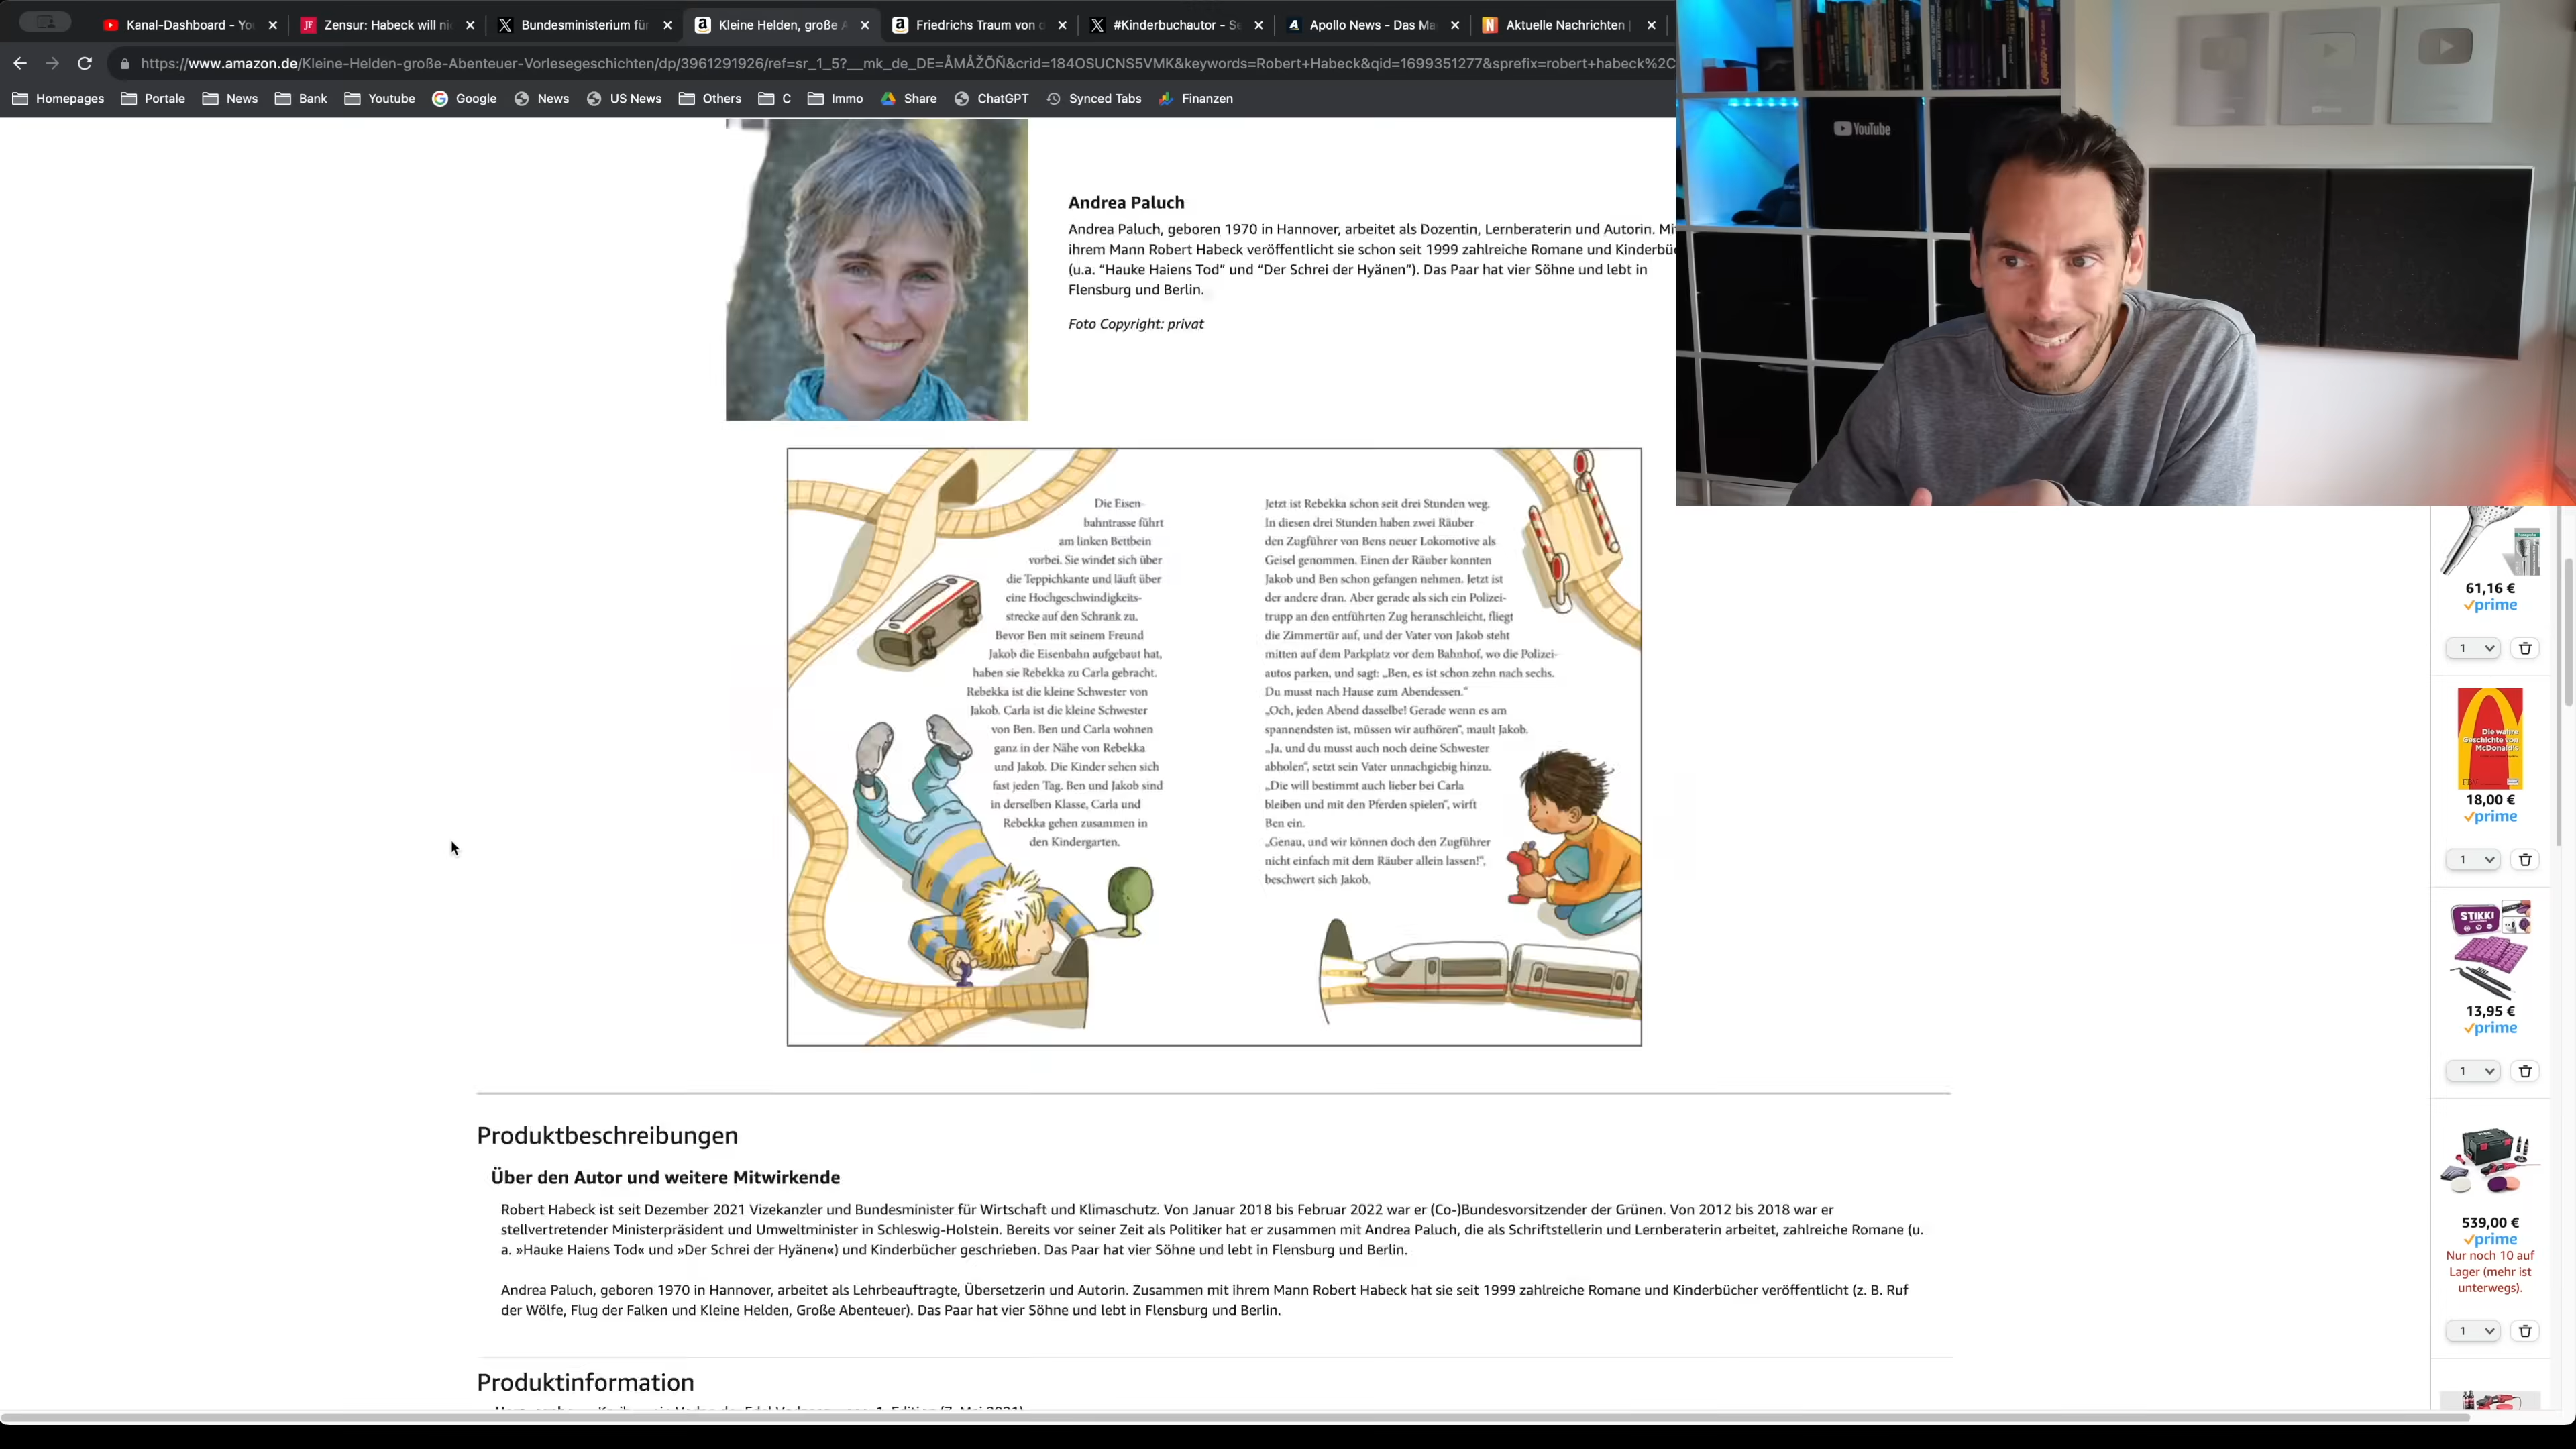 Kanal-Dashboard - Yo
Zensur: Habeck will ni
Bundesministerium für
Kleine Helden, große A
Friedrichs Traum von
#Kinderbuchautor - Se
Apollo News - Das Ma
Aktuelle Nachrichten |
https://www.amazon.de/Kleine-Helden-große-Abenteuer-Vorlesegeschichten/dp/3961291926/ref=sr_1_5?__mk_de_DE=ÅMÅŽÕÑ&crid=184OSUCNS5VMK&keywords=Robert+Habeck&qid=1699351277&sprefix=robert+habeck%2C
Homepages Portale News Bank Youtube Google News US News Others C Immo Share ChatGPT Synced Tabs Finanzen
YouTube
Andrea Paluch
Andrea Paluch, geboren 1970 in Hannover, arbeitet als Dozentin, Lernberaterin und Autorin. Mi
ihrem Mann Robert Habeck veröffentlicht sie schon seit 1999 zahlreiche Romane und Kinderbüc
(u.a. “Hauke Haiens Tod” und “Der Schrei der Hyänen”). Das Paar hat vier Söhne und lebt in
Flensburg und Berlin.
Foto Copyright: privat
Die Eisen-
bahntrasse führt
am linken Bettbein
vorbei. Sie windet sich über
die Teppichkante und läuft über
eine Hochgeschwindigkeits-
strecke auf den Schrank zu.
Bevor Ben mit seinem Freund
Jakob die Eisenbahn aufgebaut hat,
haben sie Rebekka zu Carla gebracht.
Rebekka ist die kleine Schwester von
Jakob. Carla ist die kleine Schwester
von Ben. Ben und Carla wohnen
ganz in der Nähe von Rebekka
und Jakob. Die Kinder sehen sich
fast jeden Tag. Ben und Jakob sind
in derselben Klasse, Carla und
Rebekka gehen zusammen in
den Kindergarten.
Jetzt ist Rebekka schon seit drei Stunden weg.
In diesen drei Stunden haben zwei Räuber
den Zugführer von Bens neuer Lokomotive als
Geisel genommen. Einen der Räuber konnten
Jakob und Ben schon gefangen nehmen. Jetzt ist
der andere dran. Aber gerade als sich ein Polizei-
trupp an den entführten Zug heranschleicht, fliegt
die Zimmertür auf, und der Vater von Jakob steht
mitten auf dem Parkplatz vor dem Bahnhof, wo die Polizei-
autos parken, und sagt: „Ben, es ist schon zehn nach sechs.
Du musst nach Hause zum Abendessen.“
„Och, jeden Abend dasselbe! Gerade wenn es am
spannendsten ist, müssen wir aufhören“, mault Jakob.
„Ja, und du musst auch noch deine Schwester
abholen“, setzt sein Vater unnachgiebig hinzu.
„Die will bestimmt auch lieber bei Carla
bleiben und mit den Pferden spielen“, wirft
Ben ein.
„Genau, und wir können doch den Zugführer
nicht einfach mit dem Räuber allein lassen!“,
beschwert sich Jakob.
Produktbeschreibungen
Über den Autor und weitere Mitwirkende
Robert Habeck ist seit Dezember 2021 Vizekanzler und Bundesminister für Wirtschaft und Klimaschutz. Von Januar 2018 bis Februar 2022 war er (Co-)Bundesvorsitzender der Grünen. Von 2012 bis 2018 war er
stellvertretender Ministerpräsident und Umweltminister in Schleswig-Holstein. Bereits vor seiner Zeit als Politiker hat er zusammen mit Andrea Paluch, die als Schriftstellerin und Lernberaterin arbeitet, zahlreiche Romane (u.
a. »Hauke Haiens Tod« und »Der Schrei der Hyänen«) und Kinderbücher geschrieben. Das Paar hat vier Söhne und lebt in Flensburg und Berlin.
Andrea Paluch, geboren 1970 in Hannover, arbeitet als Lehrbeauftragte, Übersetzerin und Autorin. Zusammen mit ihrem Mann Robert Habeck hat sie seit 1999 zahlreiche Romane und Kinderbücher veröffentlicht (z. B. Ruf
der Wölfe, Flug der Falken und Kleine Helden, Große Abenteuer). Das Paar hat vier Söhne und lebt in Flensburg und Berlin.
Produktinformation
61,16 €
prime
1
Die wahre
Geschichte von
McDonald's
18,00 €
prime
1
STIKKI
13,95 €
prime
1
539,00 €
prime
Nur noch 10 auf
Lager (mehr ist
unterwegs).
1